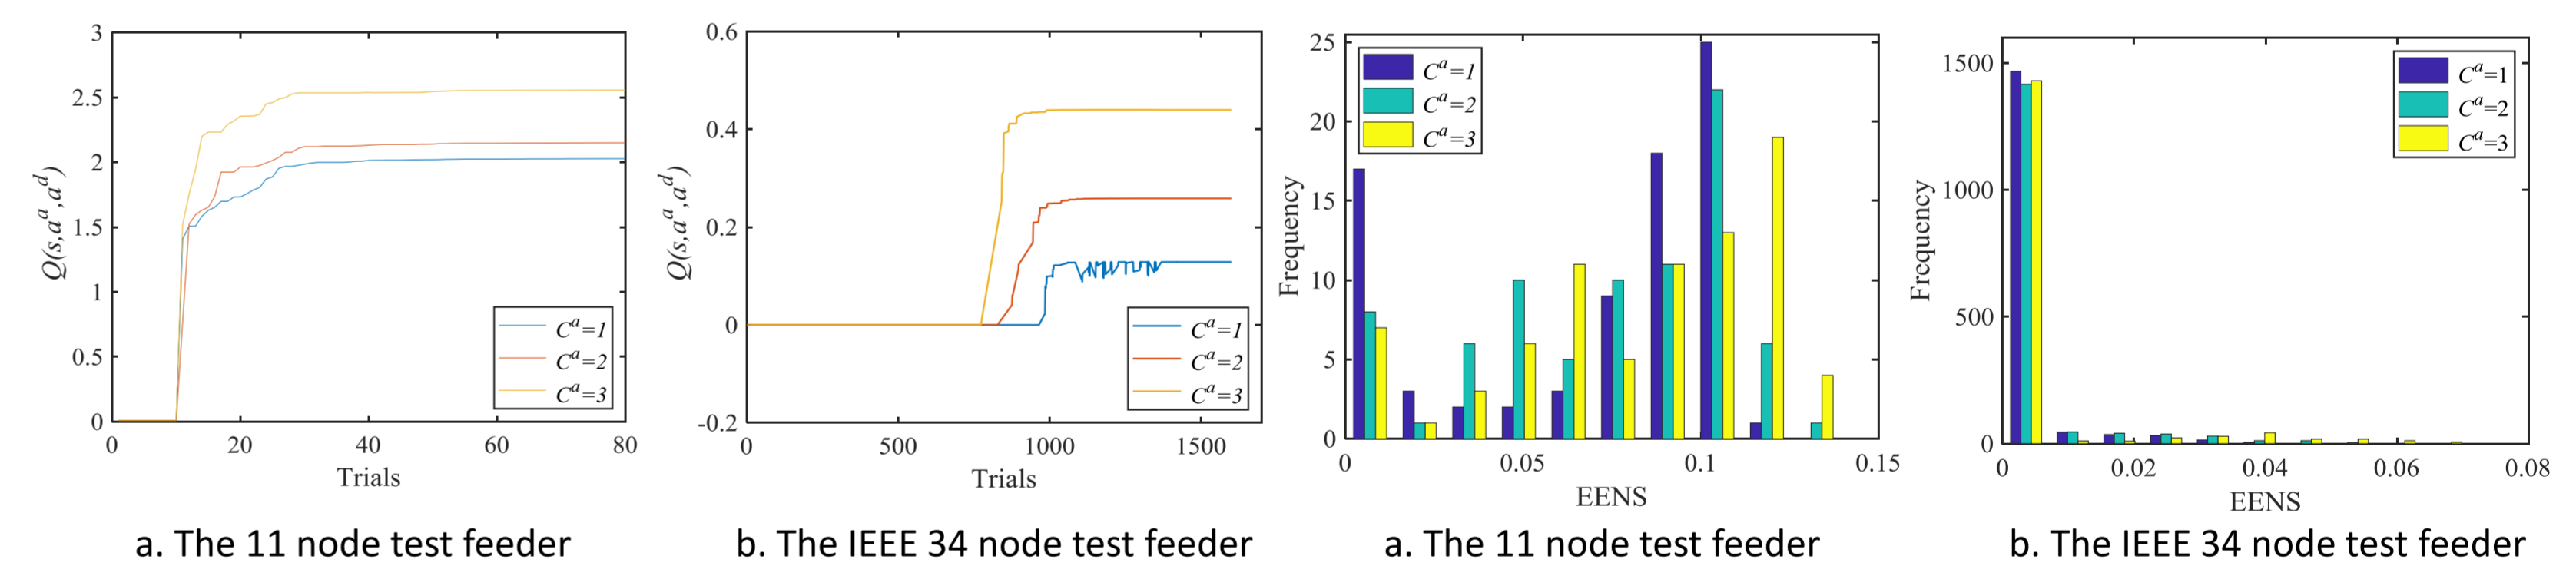 3
2.5
2
1.5
1
0.5
0
0 20 40 60 80
Q(s,a^a,a^d)
Trials
C^a=1
C^a=2
C^a=3
a. The 11 node test feeder
0.6
0.4
0.2
0
-0.2
0 500 1000 1500
Q(s,a^a,a^d)
Trials
C^a=1
C^a=2
C^a=3
b. The IEEE 34 node test feeder
25
20
15
10
5
0
0 0.05 0.1 0.15
Frequency
EENS
C^a=1
C^a=2
C^a=3
a. The 11 node test feeder
1500
1000
500
0
0 0.02 0.04 0.06 0.08
Frequency
EENS
C^a=1
C^a=2
C^a=3
b. The IEEE 34 node test feeder